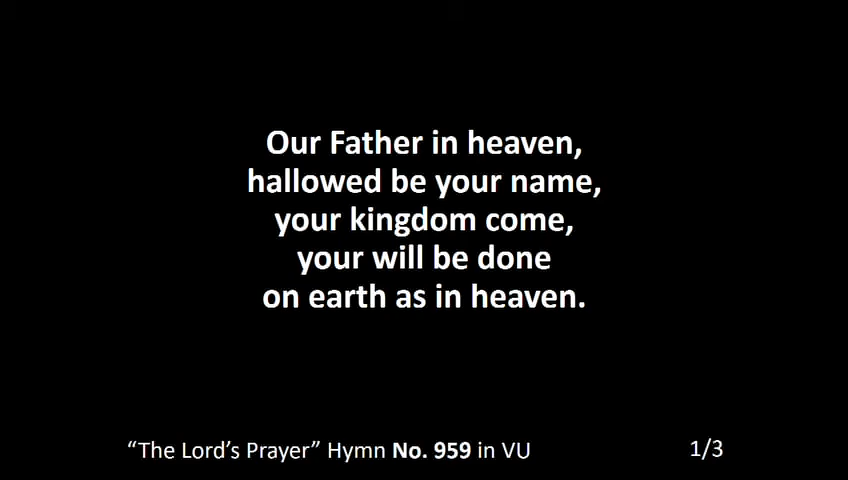 Our Father in heaven,
hallowed be your name,
your kingdom come,
your will be done
on earth as in heaven.
“The Lord’s Prayer” Hymn No. 959 in VU
1/3